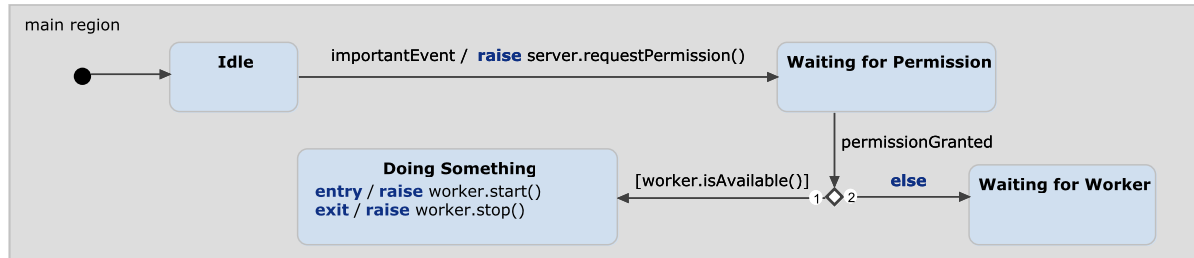 main region
Idle
importantEvent / raise server.requestPermission()
Waiting for Permission
permissionGranted
Doing Something
entry / raise worker.start()
exit / raise worker.stop()
[worker.isAvailable()]
1
2
else
Waiting for Worker